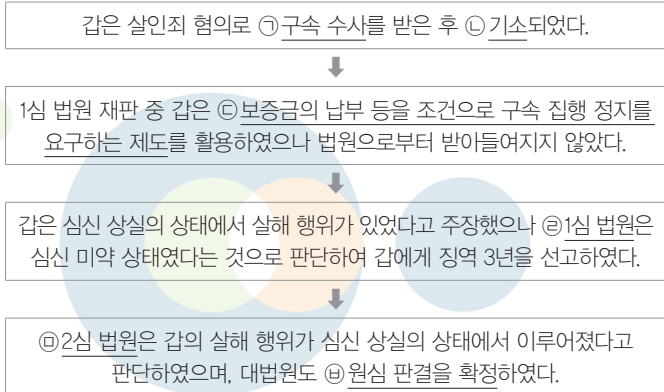 갑은 살인죄 혐의로 ㉠구속 수사를 받은 후 ㉡기소되었다.
1심 법원 재판 중 갑은 ㉢보증금의 납부 등을 조건으로 구속 집행 정지를
요구하는 제도를 활용하였으나 법원으로부터 받아들여지지 않았다.
갑은 심신 상실의 상태에서 살해 행위가 있었다고 주장했으나 ㉣1심 법원은
심신 미약 상태였다는 것으로 판단하여 갑에게 징역 3년을 선고하였다.
㉤2심 법원은 갑의 살해 행위가 심신 상실의 상태에서 이루어졌다고
판단하였으며, 대법원도 ㉥원심 판결을 확정하였다.